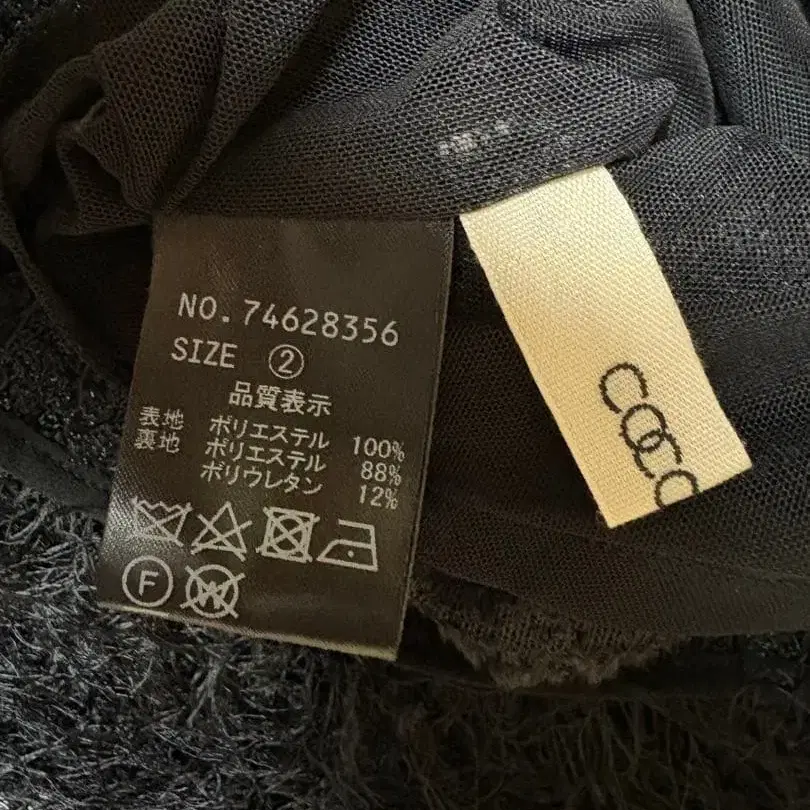 NO.74628356
SIZE ②
品質表示
表地 ポリエステル 100%
裏地 ポリエステル 88%
ポリウレタン 12%
F
W
COCO